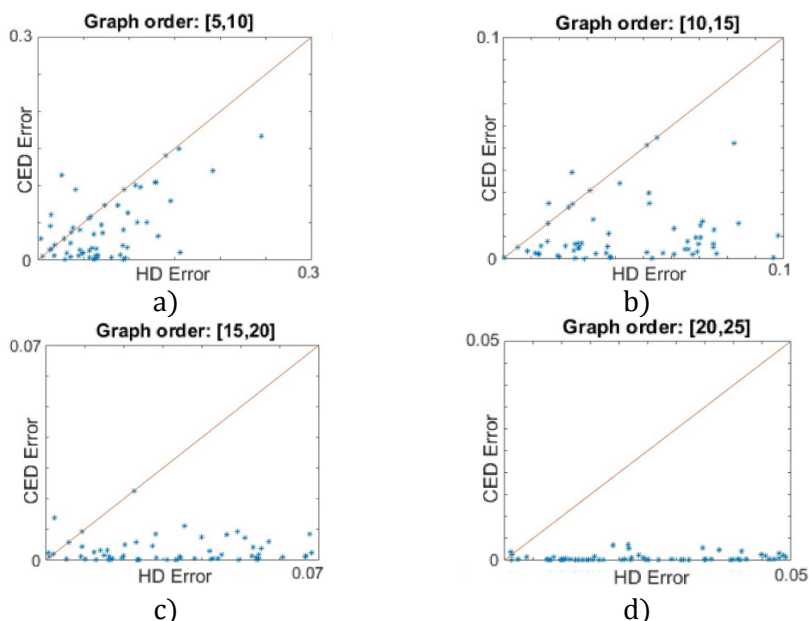 Graph order: [5,10]
0.3
CED Error
0
HD Error
0.3
a)
Graph order: [10,15]
0.1
CED Error
0
HD Error
0.1
b)
Graph order: [15,20]
0.07
CED Error
0
HD Error
0.07
c)
Graph order: [20,25]
0.05
CED Error
0
HD Error
0.05
d)